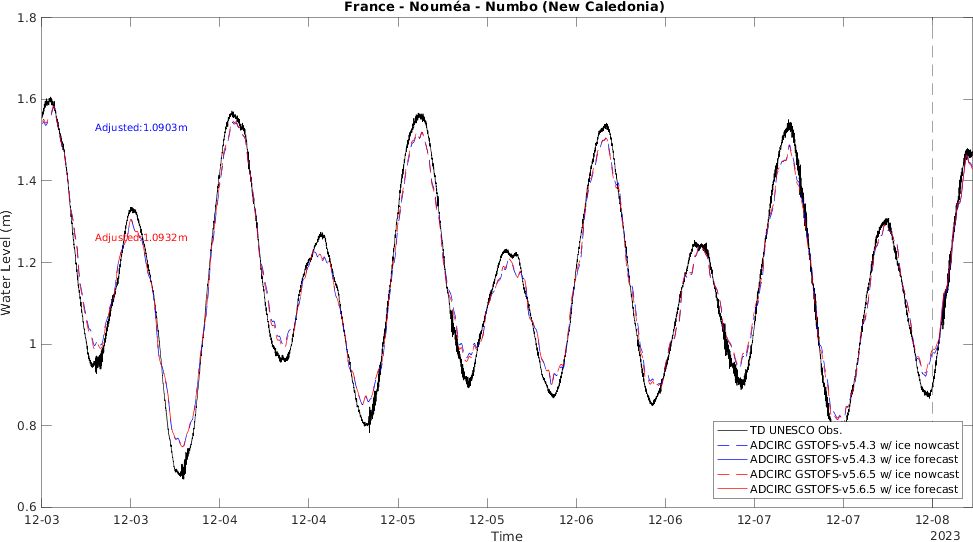 France - Nouméa - Numbo (New Caledonia)
Water Level (m)
1.8
1.6
1.4
1.2
1
0.8
0.6
Adjusted:1.0903m
Adjusted:1.0932m
TD UNESCO Obs.
ADCIRC GSTOFS-v5.4.3 w/ ice nowcast
ADCIRC GSTOFS-v5.4.3 w/ ice forecast
ADCIRC GSTOFS-v5.6.5 w/ ice nowcast
ADCIRC GSTOFS-v5.6.5 w/ ice forecast
12-03 12-03 12-04 12-04 12-05 12-05 12-06 12-06 12-07 12-07 12-08
Time
2023